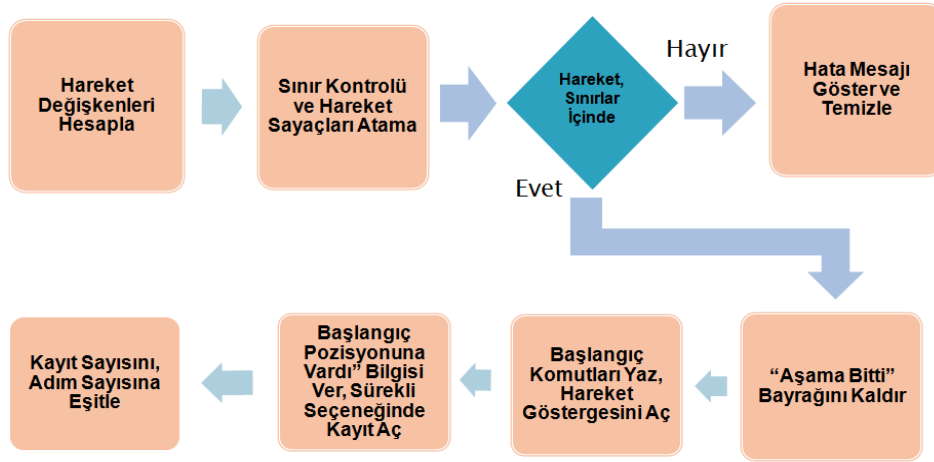 Hareket
Değişkenleri
Hesapla
Sınır Kontrolü
ve Hareket
Sayaçları Atama
Hareket,
Sınırlar
İçinde
Hayır
Hata Mesajı
Göster ve
Temizle
Evet
“Aşama Bitti”
Bayrağını Kaldır
Başlangıç
Komutları Yaz,
Hareket
Göstergesini Aç
Başlangıç
Pozisyonuna
Vardı” Bilgisi
Ver, Sürekli
Seçeneğinde
Kayıt Aç
Kayıt Sayısını,
Adım Sayısına
Eşitle